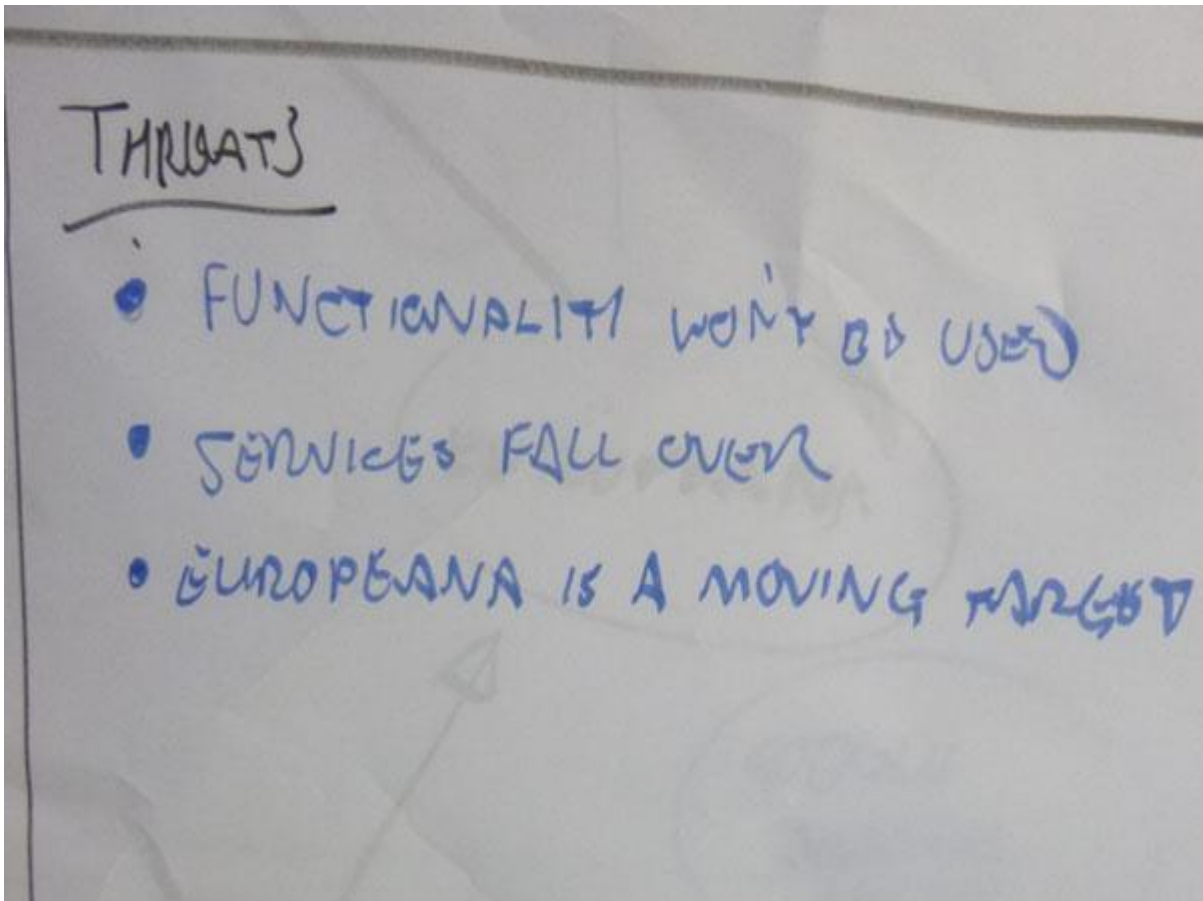 THREATS
• FUNCTIONALITY WON'T BE USED
• SERVICES FALL OVER
• EUROPEANA IS A MOVING TARGET